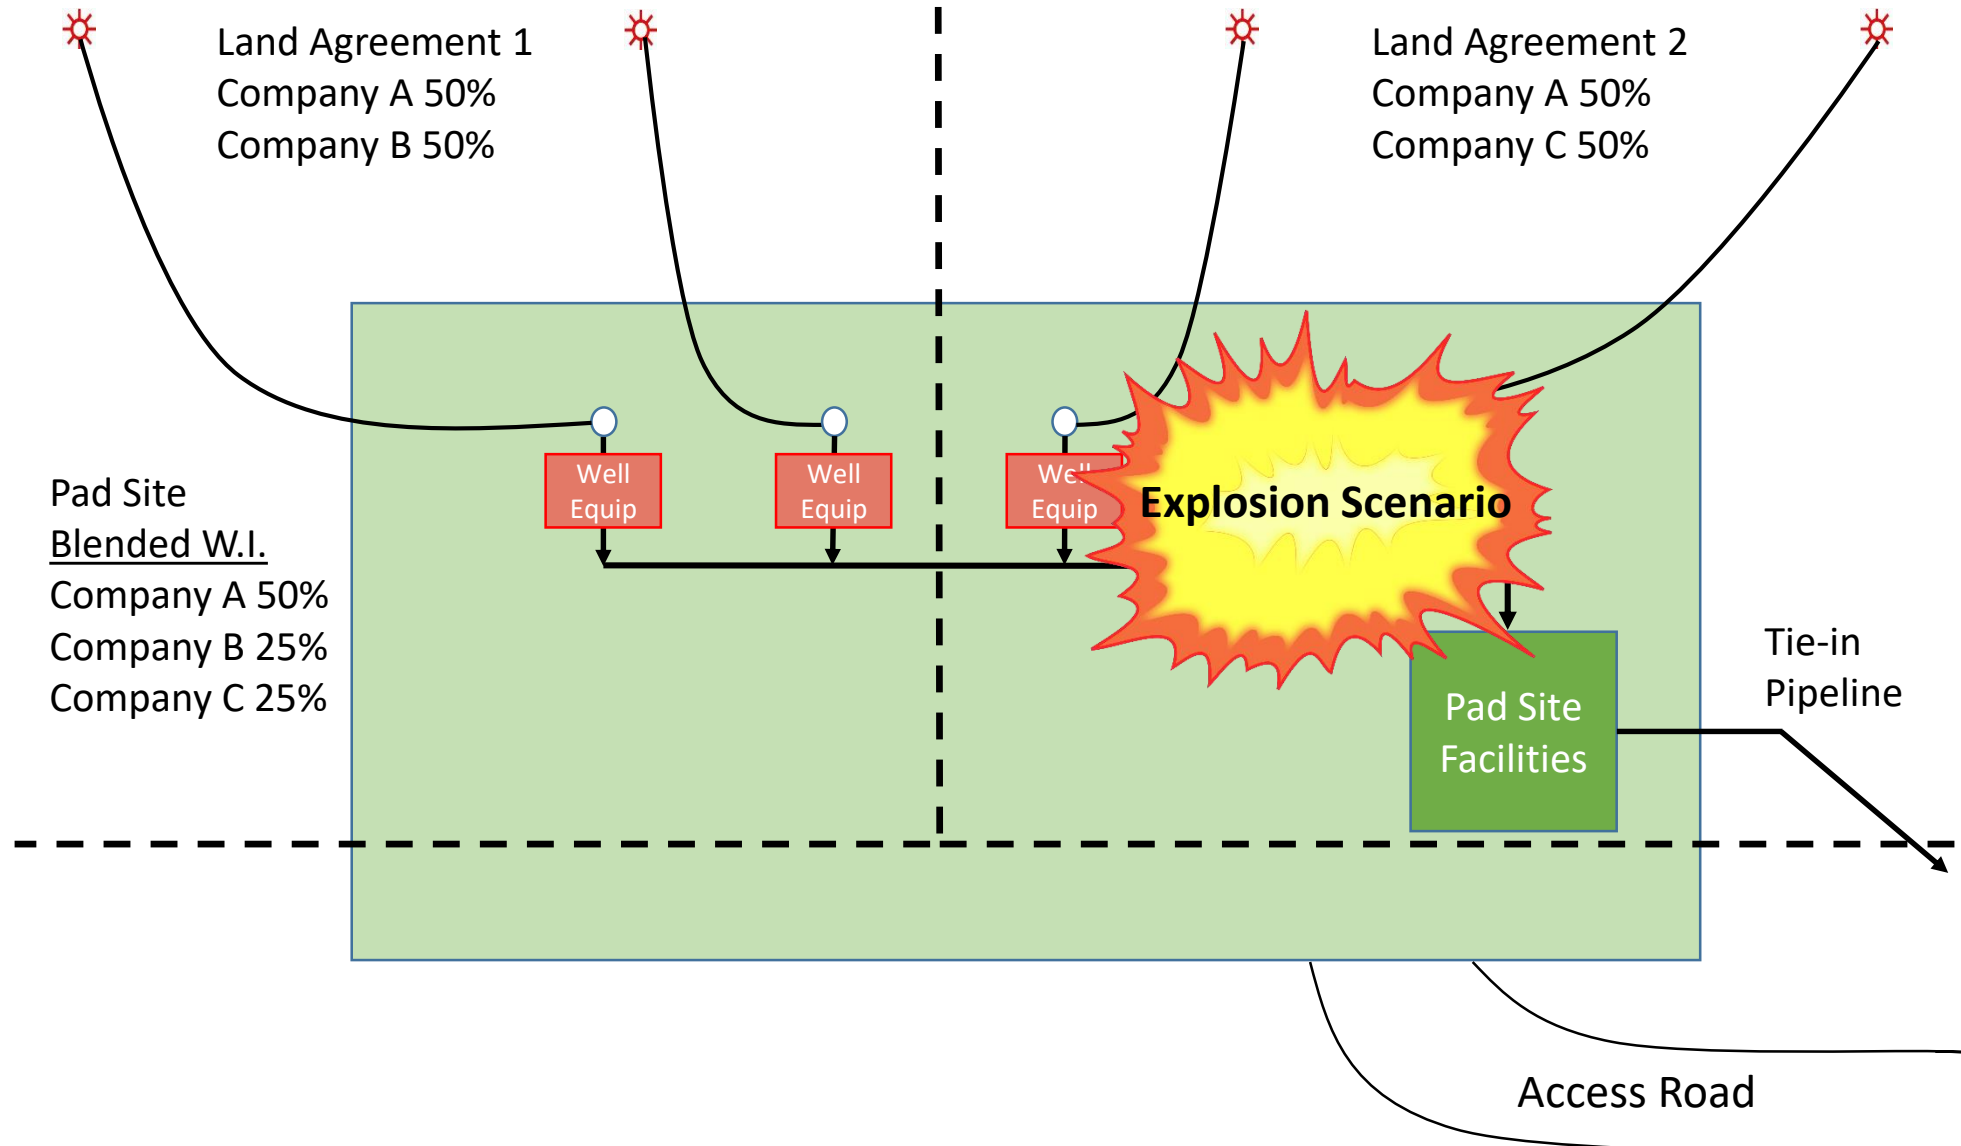 Land Agreement 1
Company A 50%
Company B 50%
Land Agreement 2
Company A 50%
Company C 50%
Pad Site
Blended W.I.
Company A 50%
Company B 25%
Company C 25%
Well
Equip
Well
Equip
Well
Equip
Explosion Scenario
Pad Site
Facilities
Tie-in
Pipeline
Access Road